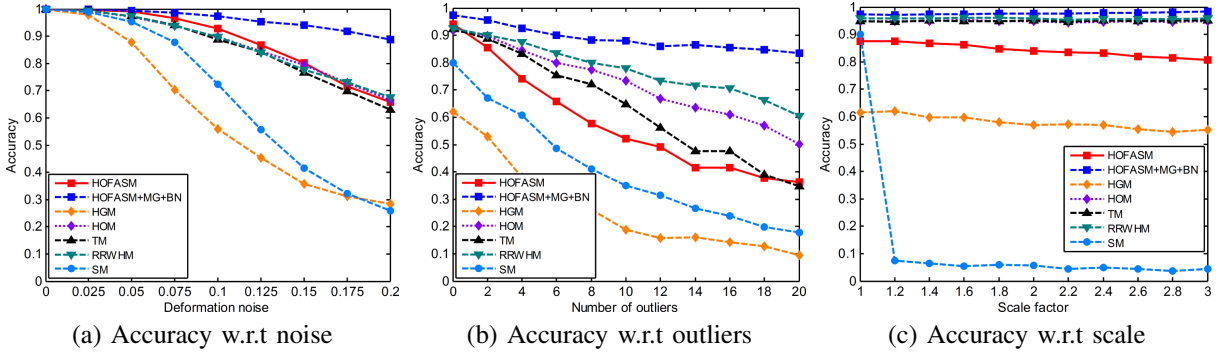 1
0.9
0.8
0.7
0.6
0.5
0.4
0.3
0.2
0.1
0
Accuracy
HOFASM
HOFASM+MG+BN
HGM
HOM
TM
RRWHM
SM
0 0.025 0.05 0.075 0.1 0.125 0.15 0.175 0.2
Deformation noise
(a) Accuracy w.r.t noise
1
0.9
0.8
0.7
0.6
0.5
0.4
0.3
0.2
0.1
0
Accuracy
HOFASM
HOFASM+MG+BN
HGM
HOM
TM
RRWHM
SM
0 2 4 6 8 10 12 14 16 18 20
Number of outliers
(b) Accuracy w.r.t outliers
1
0.9
0.8
0.7
0.6
0.5
0.4
0.3
0.2
0.1
0
Accuracy
HOFASM
HOFASM+MG+BN
HGM
HOM
TM
RRWHM
SM
1 1.2 1.4 1.6 1.8 2 2.2 2.4 2.6 2.8 3
Scale factor
(c) Accuracy w.r.t scale